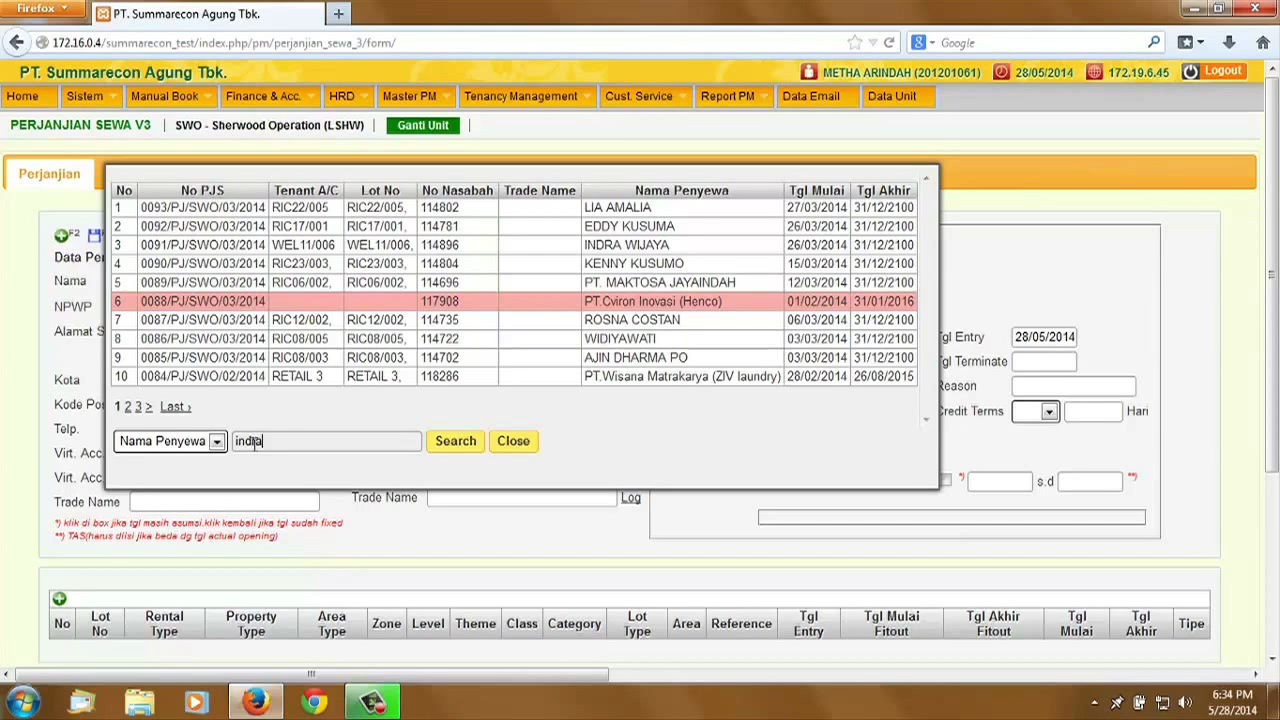 Firefox
PT. Summarecon Agung Tbk.
172.16.0.4/summarecon_test/index.php/pm/perjanjian_sewa_3/form/
Google
PT. Summarecon Agung Tbk.
METHA ARINDAH (201201061) 28/05/2014 172.19.6.45 Logout
Home Sistem Manual Book Finance & Acc. HRD Master PM Tenancy Management Cust. Service Report PM Data Email Data Unit
PERJANJIAN SEWA V3 SWO - Sherwood Operation (LSHW) Ganti Unit
Perjanjian
No No PJS Tenant A/C Lot No No Nasabah Trade Name Nama Penyewa Tgl Mulai Tgl Akhir
1 0093/PJ/SWO/03/2014 RIC22/005 RIC22/005, 114802 LIA AMALIA 27/03/2014 31/12/2100
2 0092/PJ/SWO/03/2014 RIC17/001 RIC17/001, 114781 EDDY KUSUMA 26/03/2014 31/12/2100
3 0091/PJ/SWO/03/2014 WEL11/006 WEL11/006, 114896 INDRA WIJAYA 26/03/2014 31/12/2100
4 0090/PJ/SWO/03/2014 RIC23/003, RIC23/003, 114804 KENNY KUSUMO 15/03/2014 31/12/2100
5 0089/PJ/SWO/03/2014 RIC06/002, RIC06/002, 114696 PT. MAKTOSA JAYAINDAH 12/03/2014 31/12/2100
6 0088/PJ/SWO/03/2014 117908 PT.Cviron Inovasi (Henco) 01/02/2014 31/01/2016
7 0087/PJ/SWO/03/2014 RIC12/002, RIC12/002, 114735 ROSNA COSTAN 06/03/2014 31/12/2100
8 0086/PJ/SWO/03/2014 RIC08/005 RIC08/005, 114722 WIDIYAWATI 03/03/2014 31/12/2100
9 0085/PJ/SWO/03/2014 RIC08/003 RIC08/003, 114702 AJIN DHARMA PO 03/03/2014 31/12/2100
10 0084/PJ/SWO/02/2014 RETAIL 3 RETAIL 3, 118286 PT.Wisana Matrakarya (ZIV laundry) 28/02/2014 26/08/2015
1 2 3 > Last ›
Nama Penyewa indra Search Close
F2
Data Per
Nama
NPWP
Alamat S
Kota
Kode Pos
Telp.
Virt. Acc
Virt. Acc
Tgl Entry 28/05/2014
Tgl Terminate
Reason
Credit Terms Hari
*) s.d **)
Trade Name Trade Name Log
*) klik di box jika tgl masih asumsi.klik kembali jika tgl sudah fixed
**) TAS(harus diisi jika beda dg tgl actual opening)
No Lot No Rental Type Property Type Area Type Zone Level Theme Class Category Lot Type Area Reference Tgl Entry Tgl Mulai Fitout Tgl Akhir Fitout Tgl Mulai Tgl Akhir Tipe
6:34 PM
5/28/2014